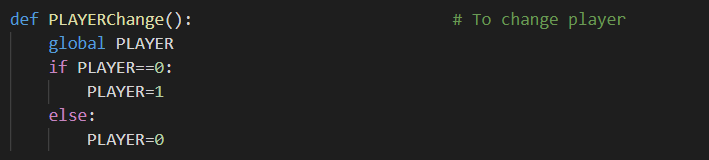 def PLAYERChange():                          # To change player
    global PLAYER
    if PLAYER==0:
        PLAYER=1
    else:
        PLAYER=0